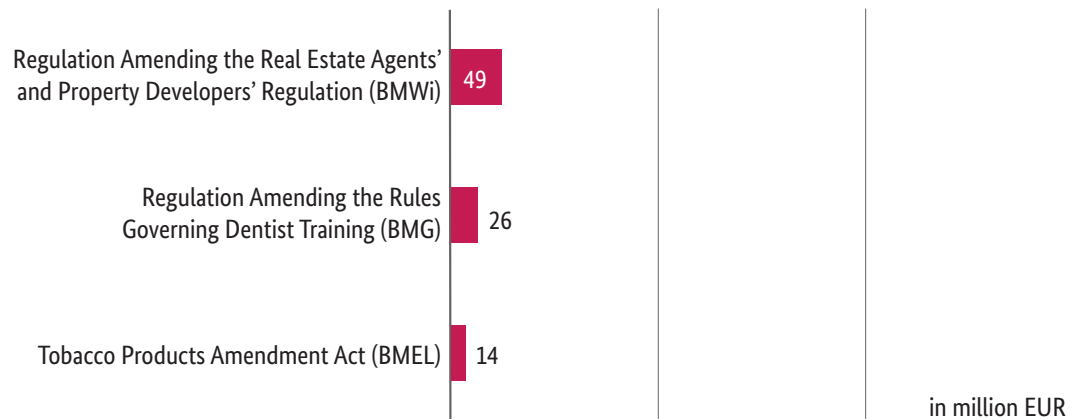 Regulation Amending the Real Estate Agents’
and Property Developers’ Regulation (BMWi)
49
Regulation Amending the Rules
Governing Dentist Training (BMG)
26
Tobacco Products Amendment Act (BMEL)
14
in million EUR